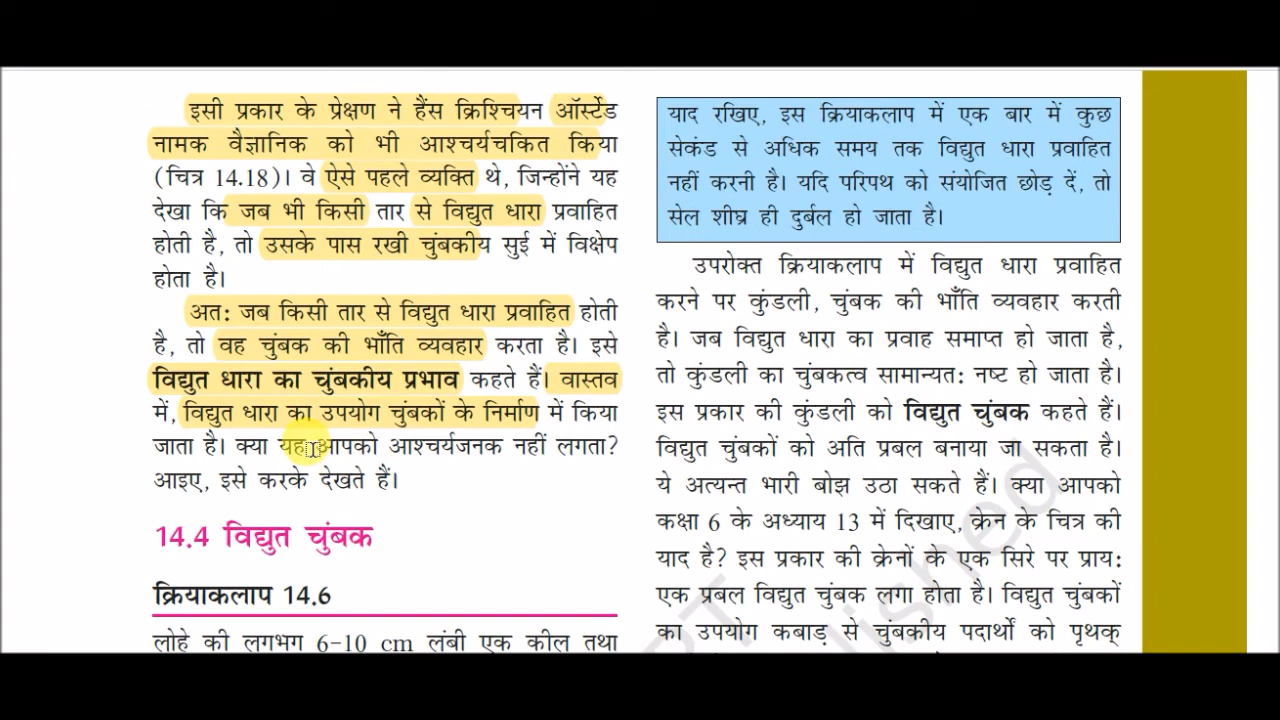 इसी प्रकार के प्रेक्षण ने हैंस क्रिश्चियन ऑर्स्टेड
नामक वैज्ञानिक को भी आश्चर्यचकित किया
(चित्र 14.18)। वे ऐसे पहले व्यक्ति थे, जिन्होंने यह
देखा कि जब भी किसी तार से विद्युत धारा प्रवाहित
होती है, तो उसके पास रखी चुंबकीय सुई में विक्षेप
होता है।
अत: जब किसी तार से विद्युत धारा प्रवाहित होती
है, तो वह चुंबक की भाँति व्यवहार करता है। इसे
विद्युत धारा का चुंबकीय प्रभाव कहते हैं। वास्तव
में, विद्युत धारा का उपयोग चुंबकों के निर्माण में किया
जाता है। क्या यह आपको आश्चर्यजनक नहीं लगता?
आइए, इसे करके देखते हैं।
14.4 विद्युत चुंबक
क्रियाकलाप 14.6
लोहे की लगभग 6-10 cm लंबी एक कील तथा
याद रखिए, इस क्रियाकलाप में एक बार में कुछ
सेकंड से अधिक समय तक विद्युत धारा प्रवाहित
नहीं करनी है। यदि परिपथ को संयोजित छोड़ दें, तो
सेल शीघ्र ही दुर्बल हो जाता है।
उपरोक्त क्रियाकलाप में विद्युत धारा प्रवाहित
करने पर कुंडली, चुंबक की भाँति व्यवहार करती
है। जब विद्युत धारा का प्रवाह समाप्त हो जाता है,
तो कुंडली का चुंबकत्व सामान्यत: नष्ट हो जाता है।
इस प्रकार की कुंडली को विद्युत चुंबक कहते हैं।
विद्युत चुंबकों को अति प्रबल बनाया जा सकता है।
ये अत्यन्त भारी बोझ उठा सकते हैं। क्या आपको
कक्षा 6 के अध्याय 13 में दिखाए, क्रेन के चित्र की
याद है? इस प्रकार की क्रेनों के एक सिरे पर प्राय:
एक प्रबल विद्युत चुंबक लगा होता है। विद्युत चुंबकों
का उपयोग कबाड़ से चुंबकीय पदार्थों को पृथक्